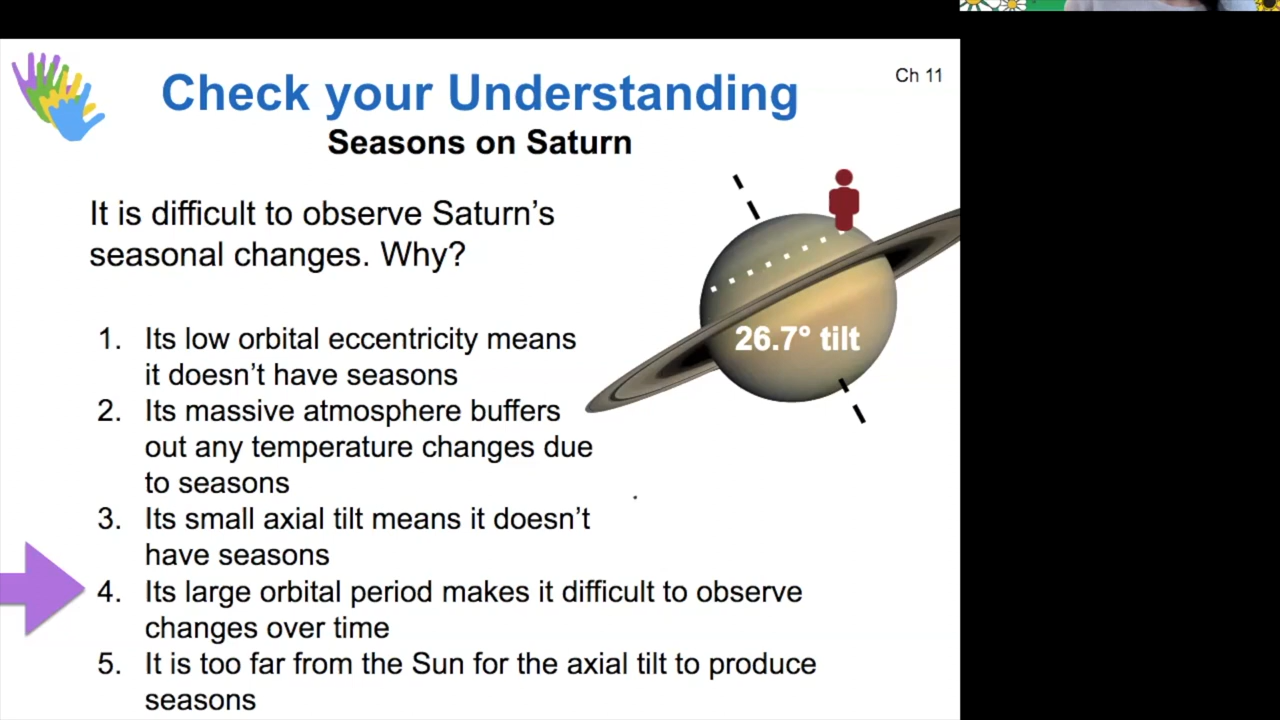 Ch 11
Check your Understanding
Seasons on Saturn
It is difficult to observe Saturn's
seasonal changes. Why?
26.7° tilt
1. Its low orbital eccentricity means
it doesn't have seasons
2. Its massive atmosphere buffers
out any temperature changes due
to seasons
3. Its small axial tilt means it doesn't
have seasons
4. Its large orbital period makes it difficult to observe
changes over time
5. It is too far from the Sun for the axial tilt to produce
seasons